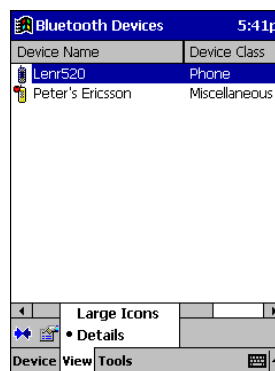 Bluetooth Devices 5:41p
Device Name Device Class
Lenr520 Phone
Peter's Ericsson Miscellaneous
Large Icons
• Details
Device View Tools